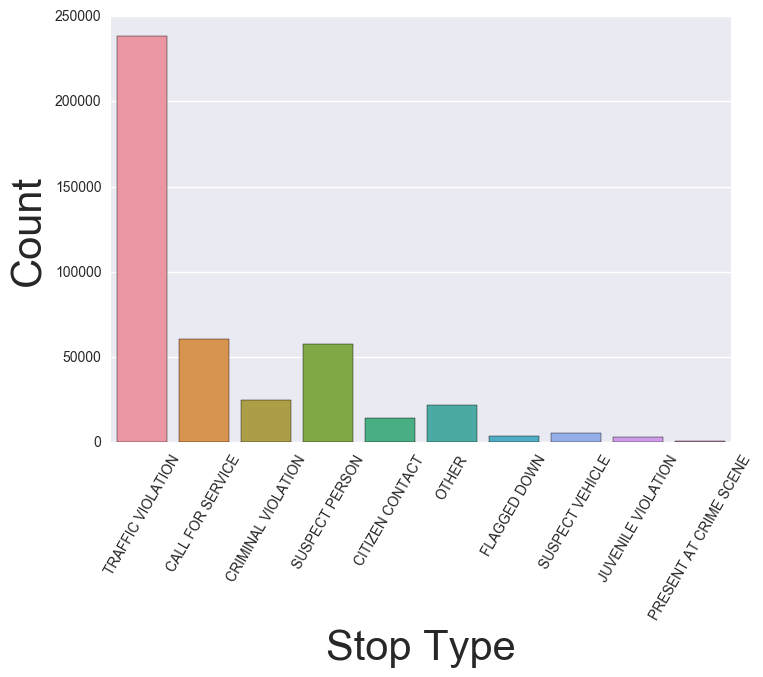 250000
200000
150000
100000
50000
0
Count
TRAFFIC VIOLATION
CALL FOR SERVICE
CRIMINAL VIOLATION
SUSPECT PERSON
CITIZEN CONTACT
OTHER
FLAGGED DOWN
SUSPECT VEHICLE
JUVENILE VIOLATION
PRESENT AT CRIME SCENE
Stop Type